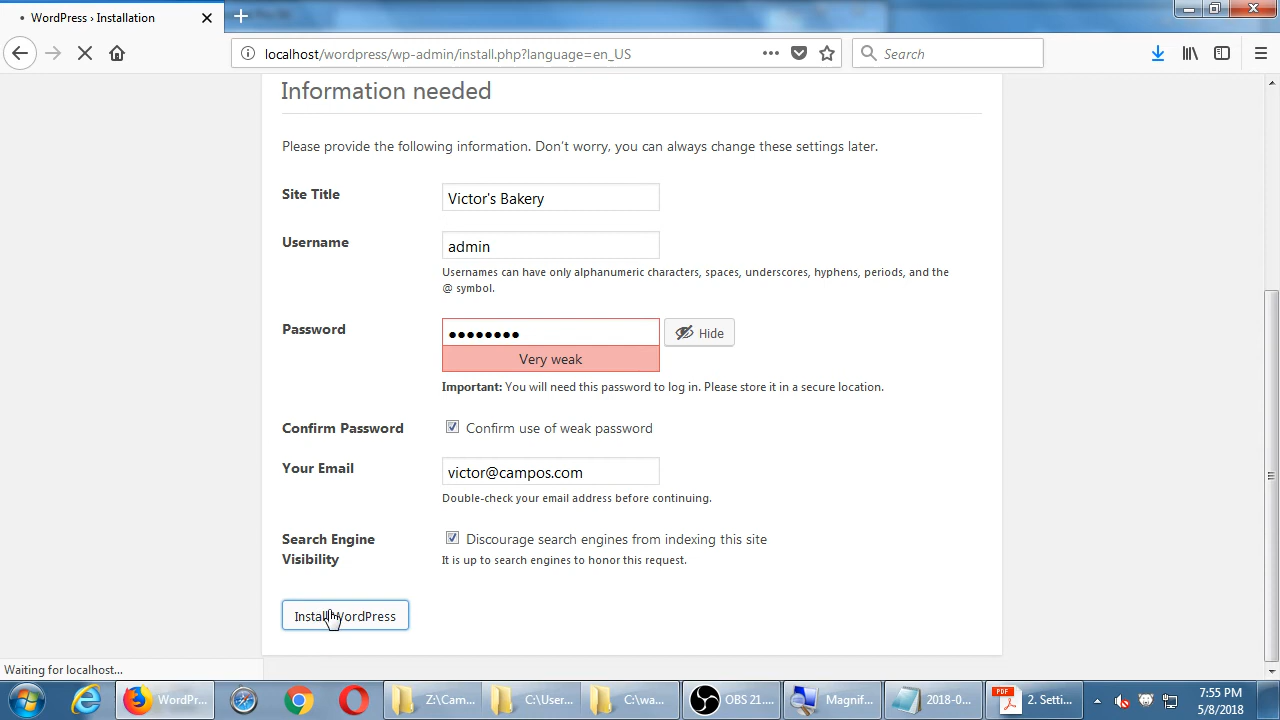 WordPress › Installation
localhost/wordpress/wp-admin/install.php?language=en_US
Search
Information needed
Please provide the following information. Don't worry, you can always change these settings later.
Site Title
Victor's Bakery
Username
admin
Usernames can have only alphanumeric characters, spaces, underscores, hyphens, periods, and the
@ symbol.
Password
●●●●●●●●
Hide
Very weak
Important: You will need this password to log in. Please store it in a secure location.
Confirm Password
Confirm use of weak password
Your Email
victor@campos.com
Double-check your email address before continuing.
Search Engine
Visibility
Discourage search engines from indexing this site
It is up to search engines to honor this request.
Install WordPress
Waiting for localhost...
WordPr...
Z:\Cam...
C:\User...
C:\wa...
OBS 21....
Magnif...
2018-0...
PDF
2. Setti...
7:55 PM
5/8/2018